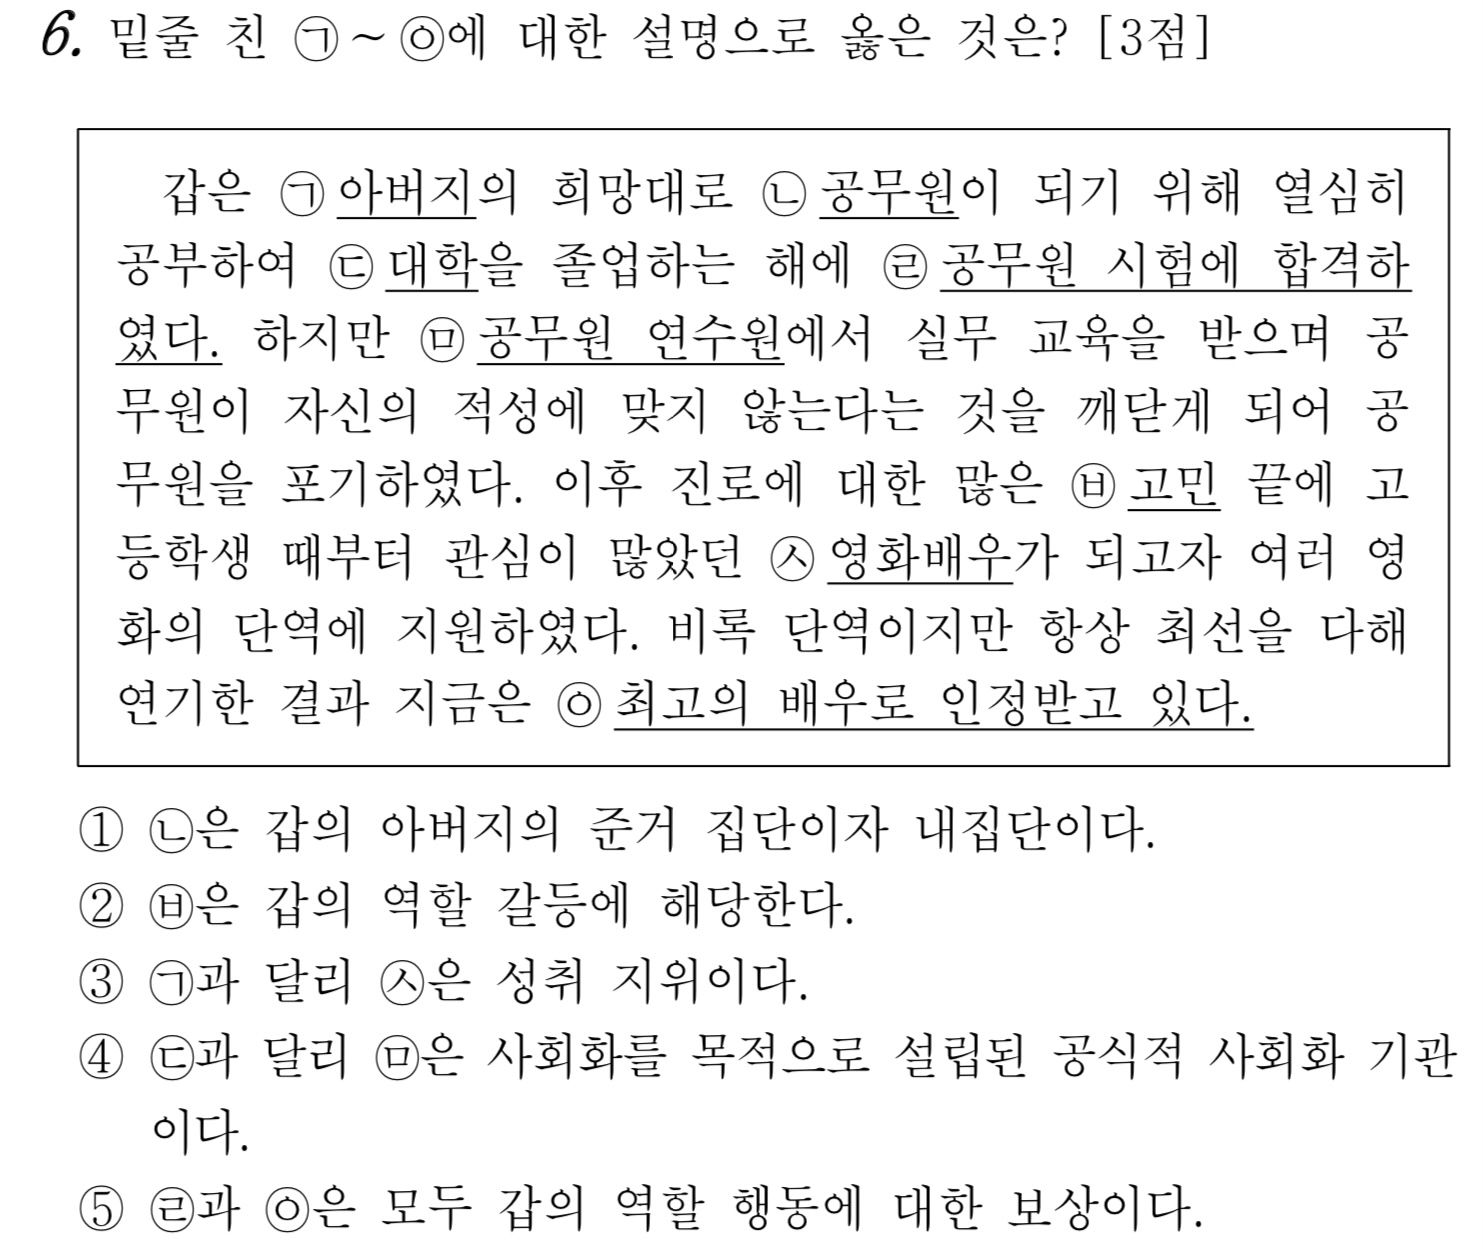 6. 밑줄 친 ㉠~㉧에 대한 설명으로 옳은 것은? [3점]
갑은 ㉠아버지의 희망대로 ㉡공무원이 되기 위해 열심히
공부하여 ㉢대학을 졸업하는 해에 ㉣공무원 시험에 합격하
였다. 하지만 ㉤공무원 연수원에서 실무 교육을 받으며 공
무원이 자신의 적성에 맞지 않는다는 것을 깨닫게 되어 공
무원을 포기하였다. 이후 진로에 대한 많은 ㉥고민 끝에 고
등학생 때부터 관심이 많았던 ㉦영화배우가 되고자 여러 영
화의 단역에 지원하였다. 비록 단역이지만 항상 최선을 다해
연기한 결과 지금은 ㉧최고의 배우로 인정받고 있다.
① ㉡은 갑의 아버지의 준거 집단이자 내집단이다.
② ㉥은 갑의 역할 갈등에 해당한다.
③ ㉠과 달리 ㉦은 성취 지위이다.
④ ㉢과 달리 ㉤은 사회화를 목적으로 설립된 공식적 사회화 기관
이다.
⑤ ㉣과 ㉧은 모두 갑의 역할 행동에 대한 보상이다.